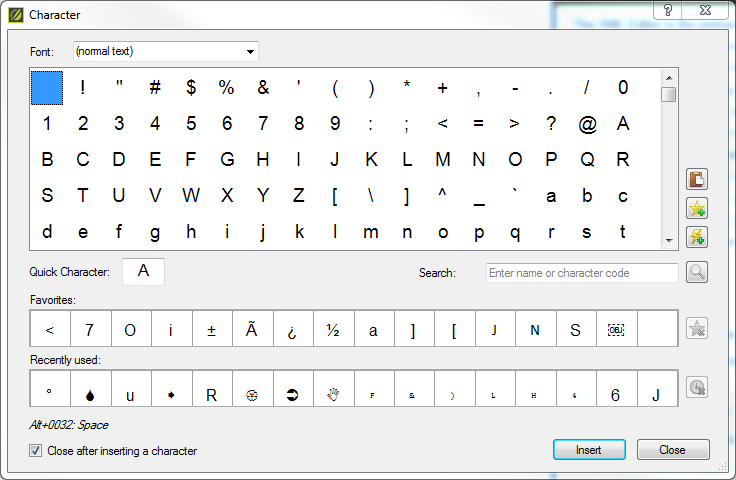 Character
?
Font:
(normal text)
! " # $ % & ' ( ) * + , - . / 0
1 2 3 4 5 6 7 8 9 : ; < = > ? @ A
B C D E F G H I J K L M N O P Q R
S T U V W X Y Z [ \ ] ^ _ ` a b c
d e f g h i j k l m n o p q r s t
Quick Character: A
Search: Enter name or character code
Favorites:
< 7 O i ± Ã ¿ ½ a ] [ J N S OBJ
Recently used:
° 🌢 u ➧ R ➲ F & ) L H 4 6 J
Alt+0032: Space
Close after inserting a character
Insert Close